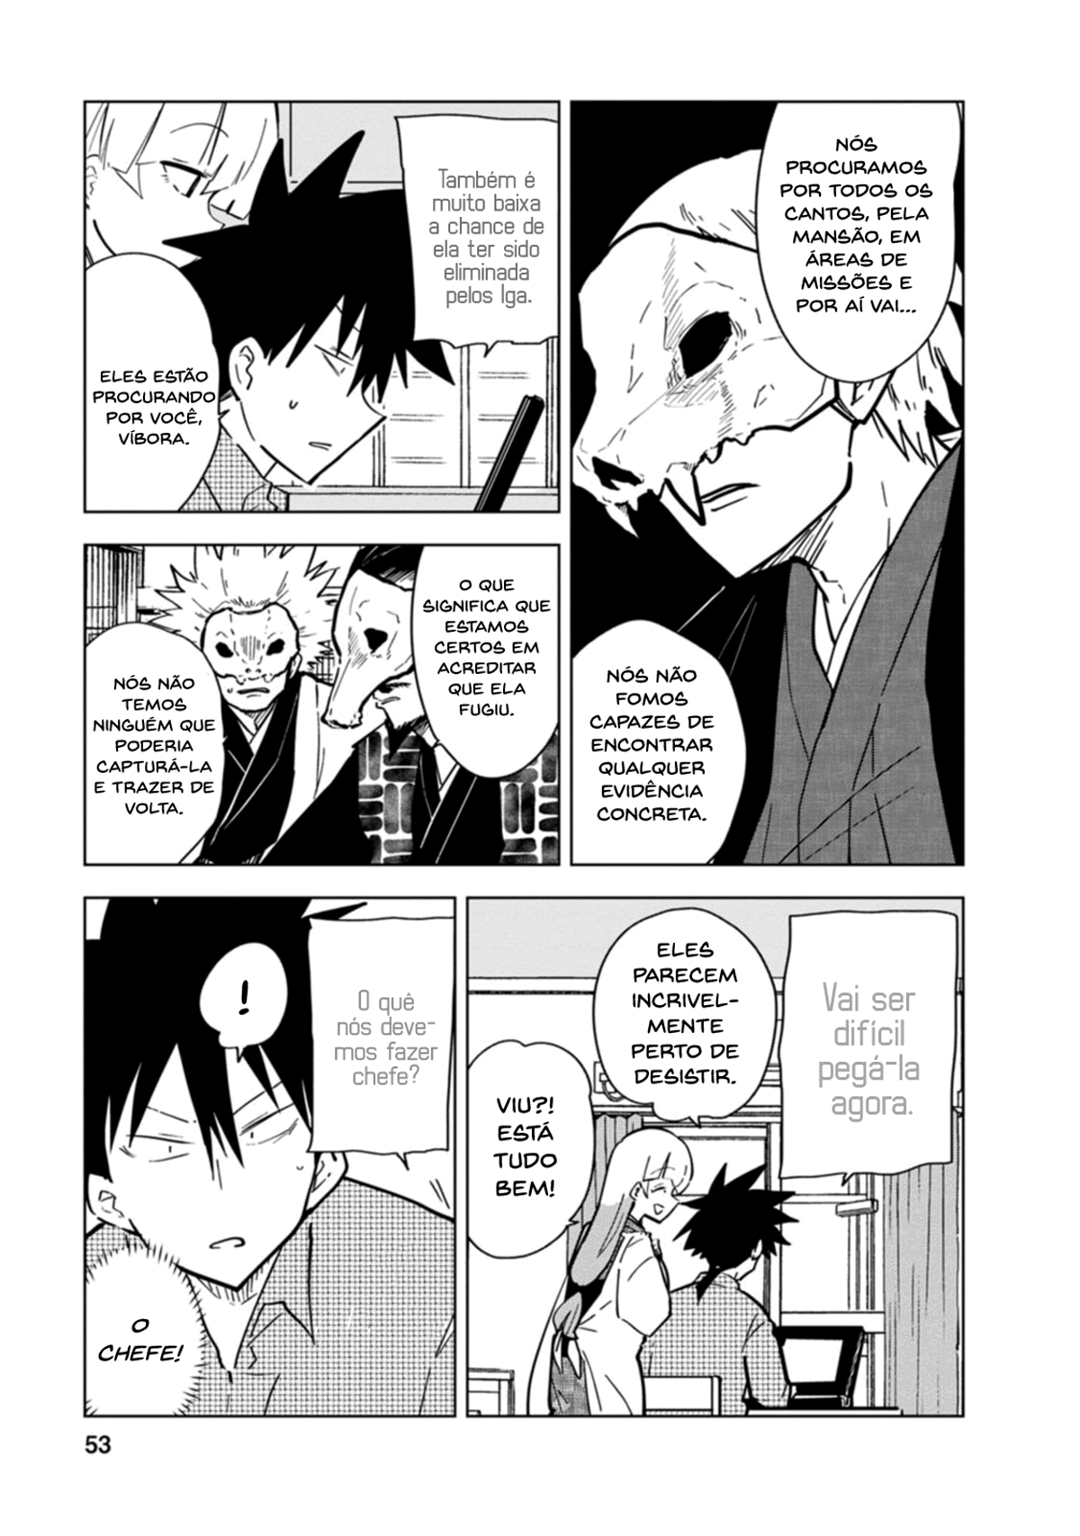 NÓS
PROCURAMOS
POR TODOS OS
CANTOS, PELA
MANSÃO, EM
ÁREAS DE
MISSÕES E
POR AÍ VAI...
NÓS NÃO
FOMOS
CAPAZES DE
ENCONTRAR
QUALQUER
EVIDÊNCIA
CONCRETA.
Também é
muito baixa
a chance de
ela ter sido
eliminada
pelos Iga.
ELES ESTÃO
PROCURANDO
POR VOCÊ,
VÍBORA.
O QUE
SIGNIFICA QUE
ESTAMOS
CERTOS EM
ACREDITAR
QUE ELA
FUGIU.
NÓS NÃO
TEMOS
NINGUÉM QUE
PODERIA
CAPTURÁ-LA
E TRAZER DE
VOLTA.
Vai ser
difícil
pegá-la
agora.
ELES
PARECEM
INCRIVEL-
MENTE
PERTO DE
DESISTIR.
VIU?!
ESTÁ
TUDO
BEM!
O quê
nós deve-
mos fazer
chefe?
!
O
CHEFE!
53